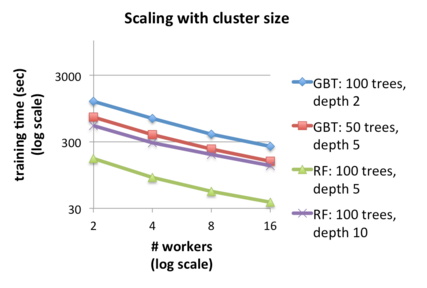 Scaling with cluster size
training time (sec)
(log scale)
3000
300
30
2
4
8
16
# workers
(log scale)
GBT: 100 trees,
depth 2
GBT: 50 trees,
depth 5
RF: 100 trees,
depth 5
RF: 100 trees,
depth 10